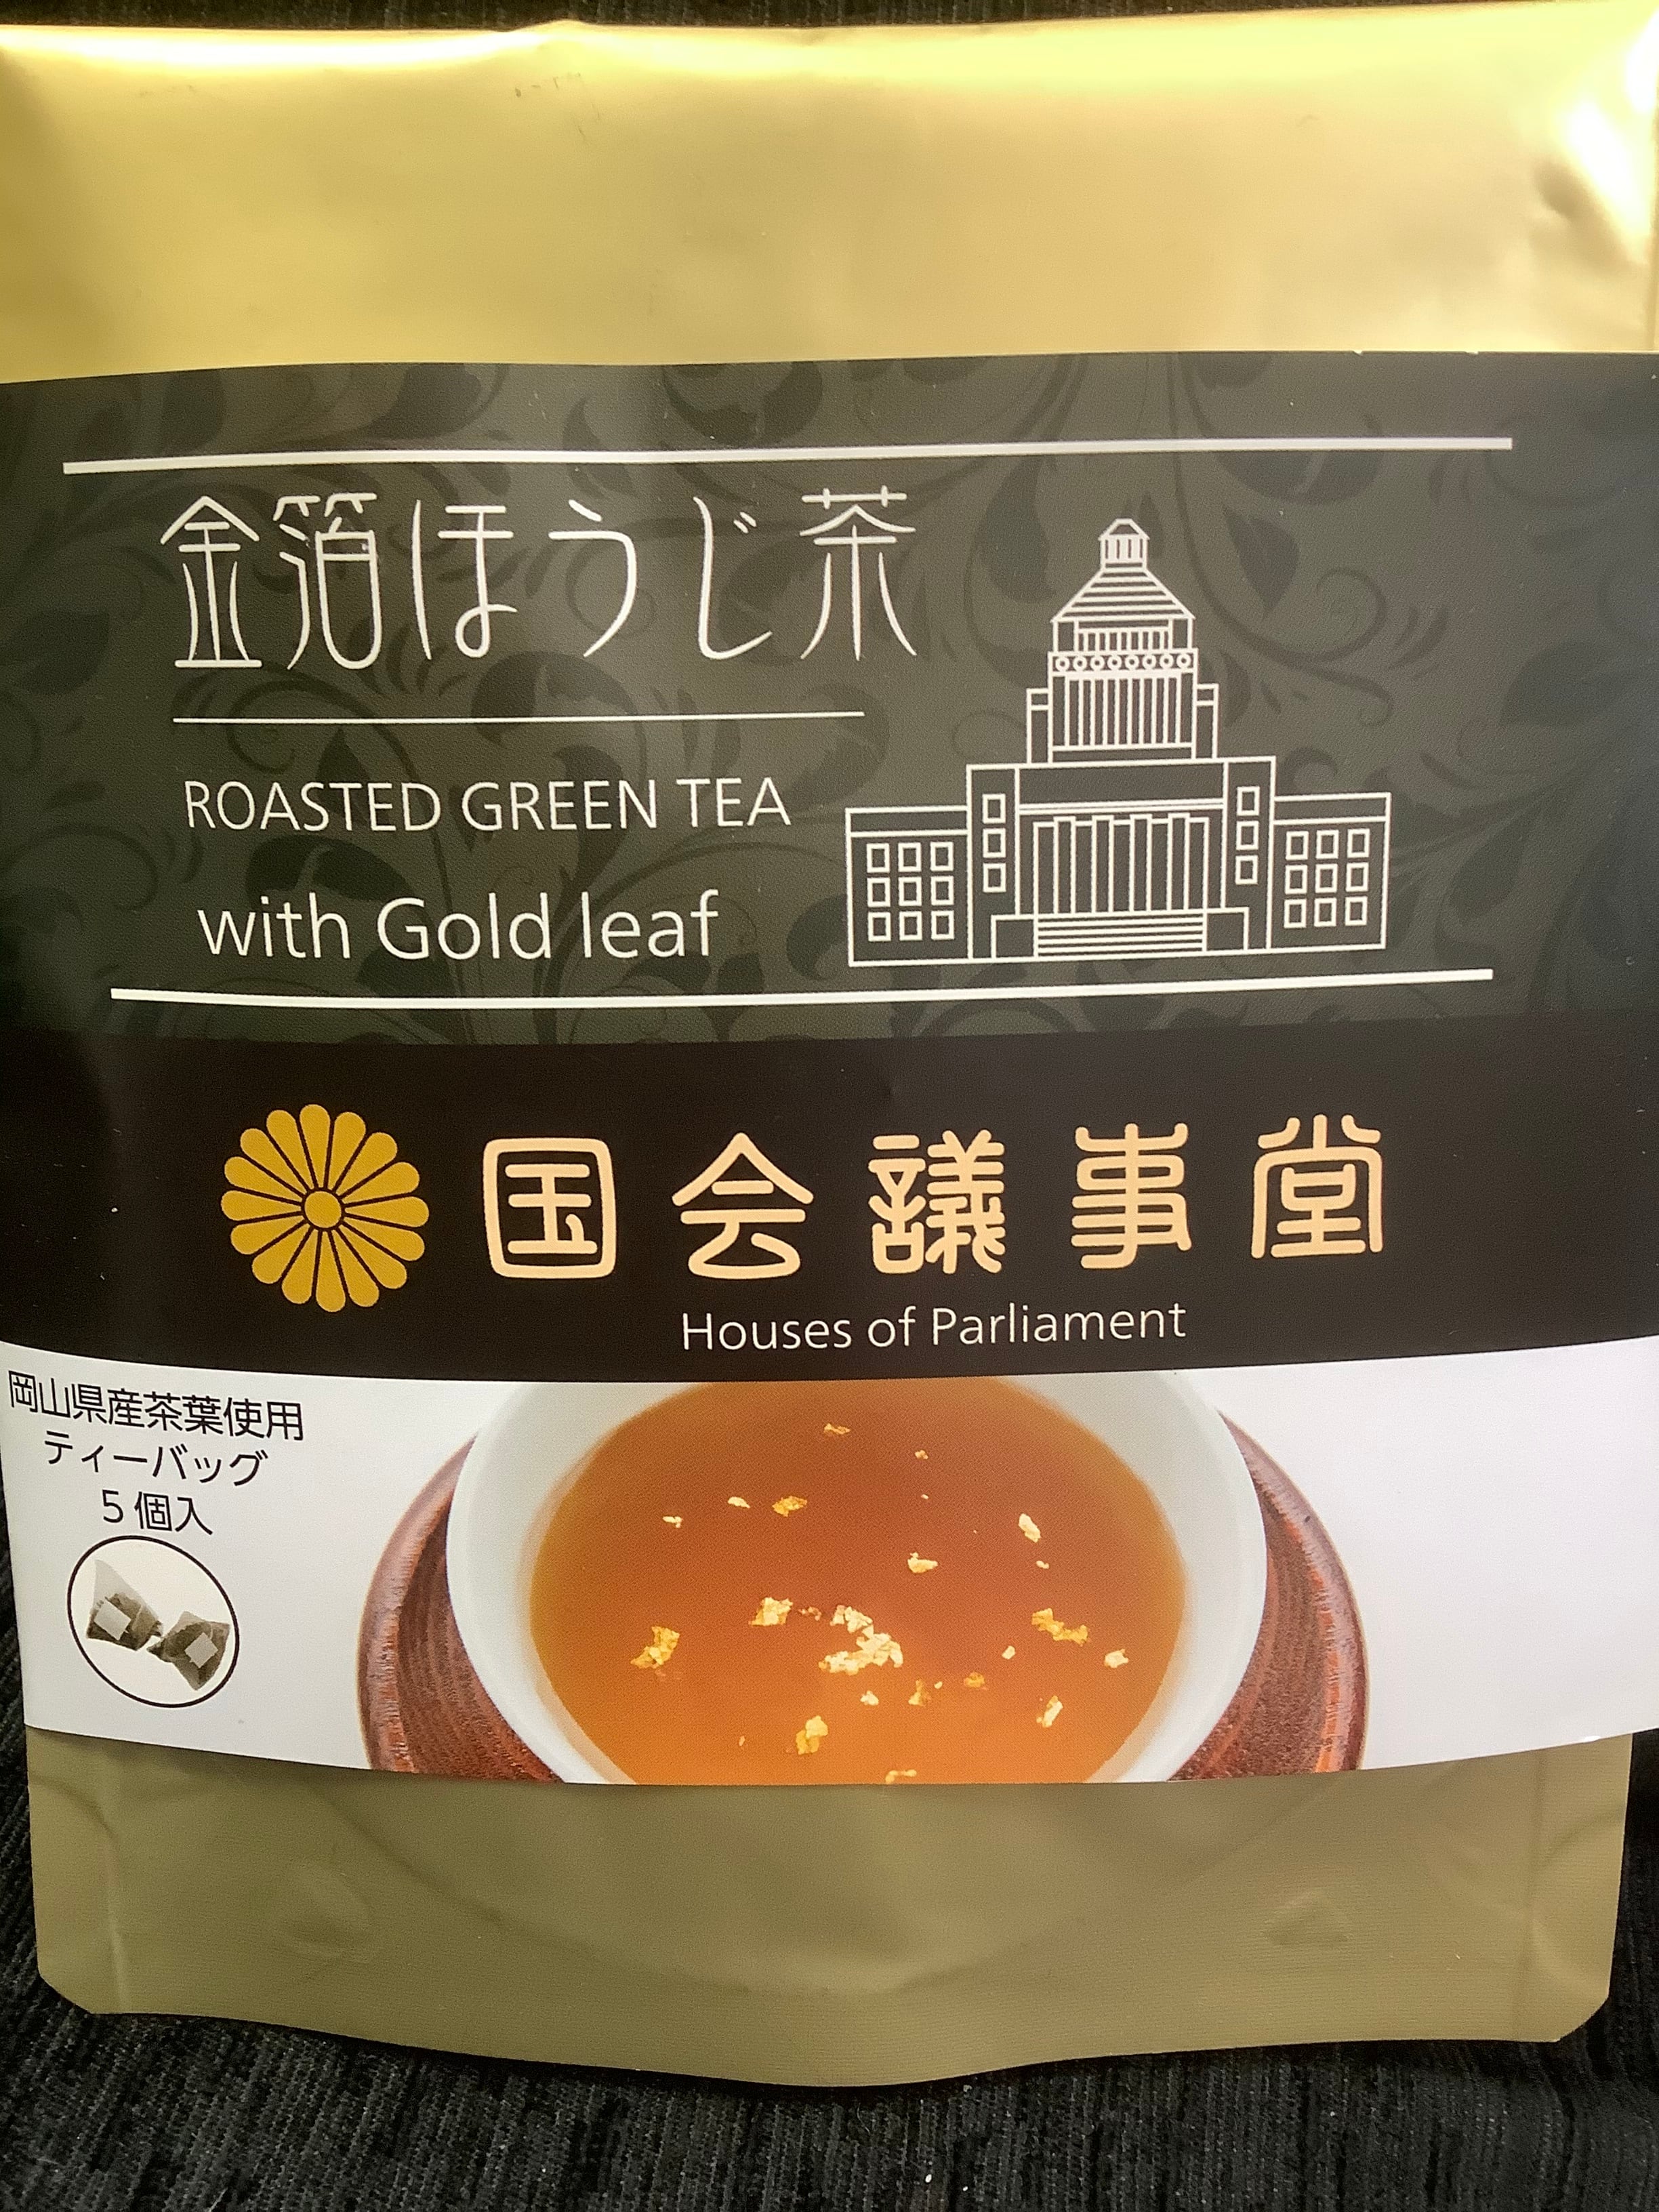 金箔ほうじ茶
ROASTED GREEN TEA
with Gold leaf
国会議事堂
Houses of Parliament
岡山県産茶葉使用
ティーバッグ
5個入